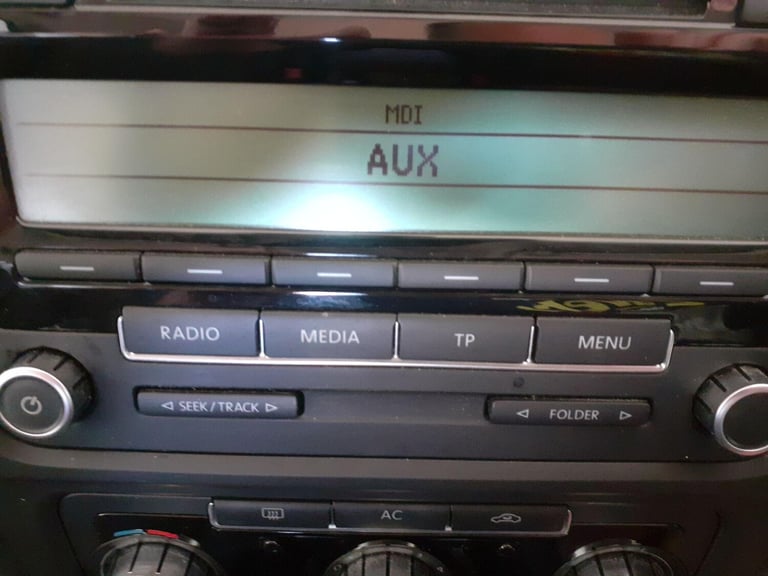 MDI
AUX
RADIO MEDIA TP MENU
SEEK/TRACK FOLDER
AC